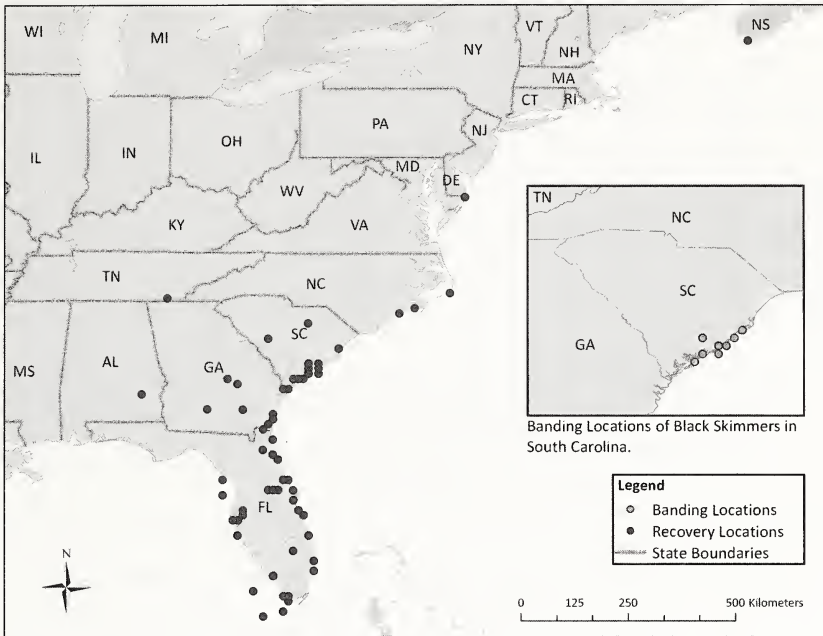 WI
MI
NY
VT
NH
NS
MA
CT
RI
PA
NJ
OH
IN
IL
MD
DE
WV
KY
VA
TN
NC
SC
MS
AL
GA
FL
N
TN
NC
SC
GA
Banding Locations of Black Skimmers in
South Carolina.
Legend
Banding Locations
Recovery Locations
State Boundaries
0 125 250 500 Kilometers